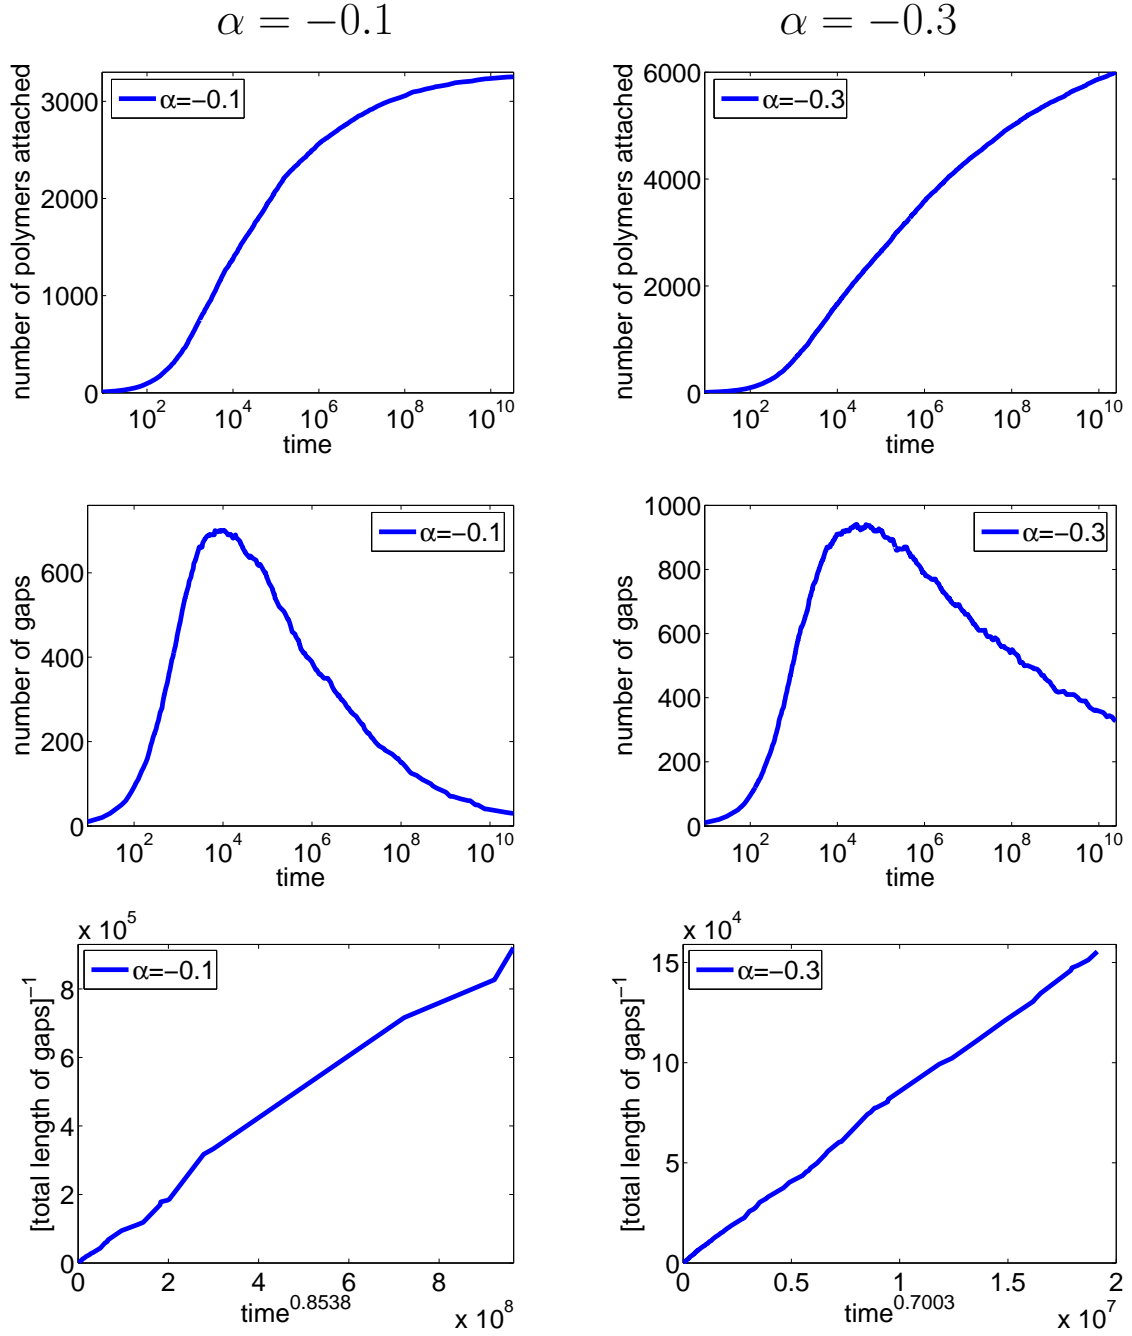 α = −0.1
α = −0.3
number of polymers attached
3000
2000
1000
0
α=−0.1
10^2 10^4 10^6 10^8 10^10
time
number of polymers attached
6000
4000
2000
0
α=−0.3
10^2 10^4 10^6 10^8 10^10
time
number of gaps
600
400
200
0
α=−0.1
10^2 10^4 10^6 10^8 10^10
time
number of gaps
1000
800
600
400
200
0
α=−0.3
10^2 10^4 10^6 10^8 10^10
time
x 10^5
[total length of gaps]^−1
8
6
4
2
0
α=−0.1
0 2 4 6 8
time^0.8538
x 10^8
x 10^4
[total length of gaps]^−1
15
10
5
0
α=−0.3
0 0.5 1 1.5 2
time^0.7003
x 10^7